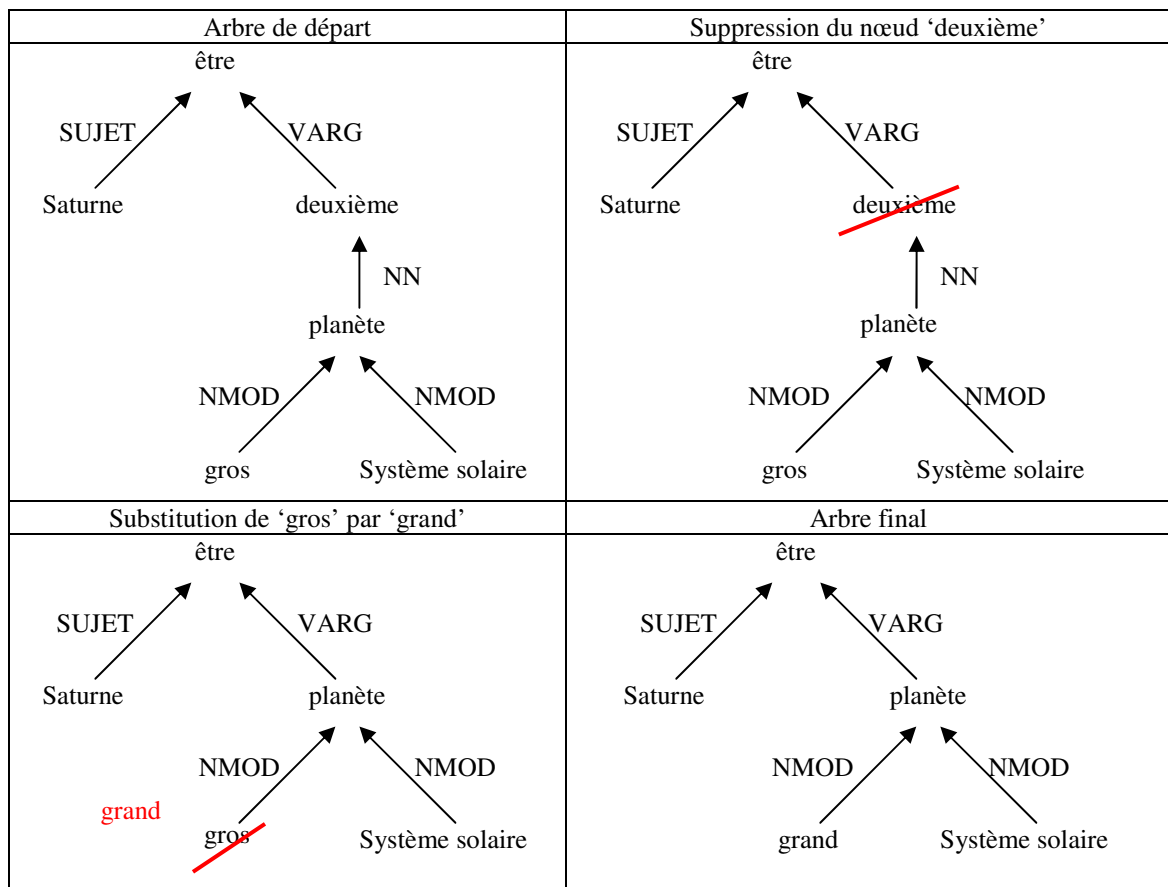 Arbre de départ
être
SUJET VARG
Saturne deuxième
NN
planète
NMOD NMOD
gros Système solaire
Suppression du nœud ‘deuxième’
être
SUJET VARG
Saturne deuxième
NN
planète
NMOD NMOD
gros Système solaire
Substitution de ‘gros’ par ‘grand’
être
SUJET VARG
Saturne planète
NMOD NMOD
grand
gros Système solaire
Arbre final
être
SUJET VARG
Saturne planète
NMOD NMOD
grand Système solaire